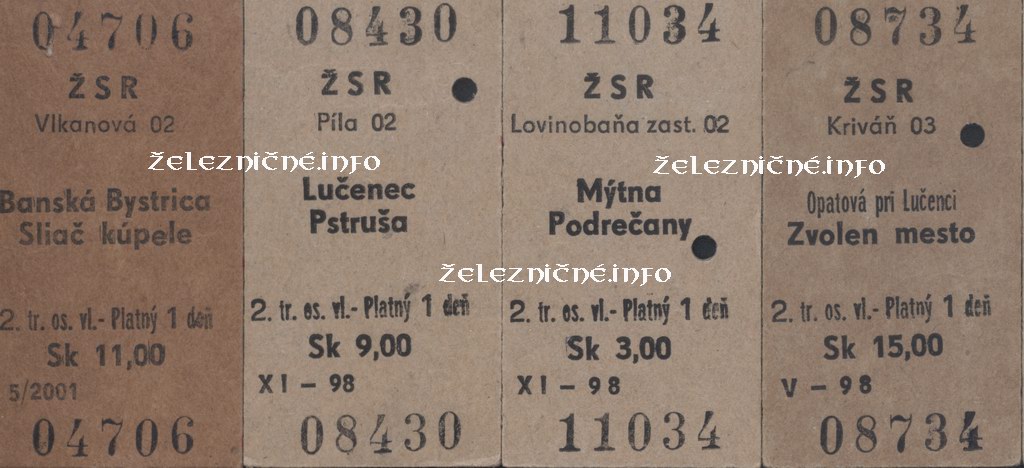 04706
ŽSR
Vlkanová 02
Banská Bystrica
Sliač kúpele
2. tr. os. vl.- Platný 1 deň
Sk 11,00
5/2001
04706
08430
ŽSR
Píla 02
Lučenec
Pstruša
2. tr. os. vl.- Platný 1 deň
Sk 9,00
XI - 98
08430
11034
ŽSR
Lovinobaňa zast. 02
Mýtna
Podrečany
2. tr. os. vl.- Platný 1 deň
Sk 3,00
XI - 98
11034
08734
ŽSR
Kriváň 03
Opatová pri Lučenci
Zvolen mesto
2. tr. os. vl.- Platný 1 deň
Sk 15,00
V - 98
08734
železničné.info
železničné.info
železničné.info